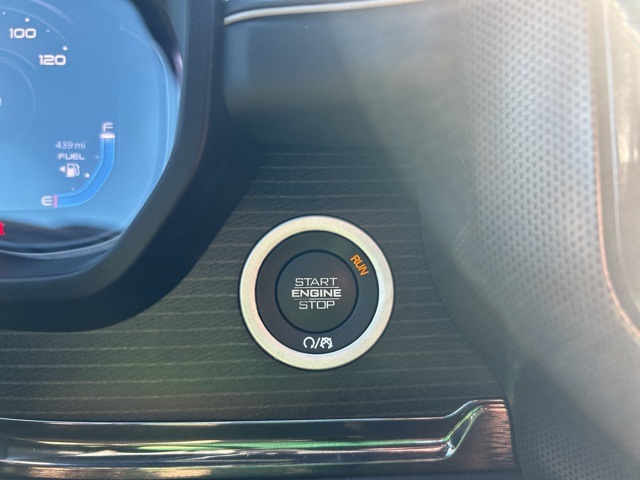 100
120
F
439 mi
FUEL
E
RUN
START
ENGINE
STOP